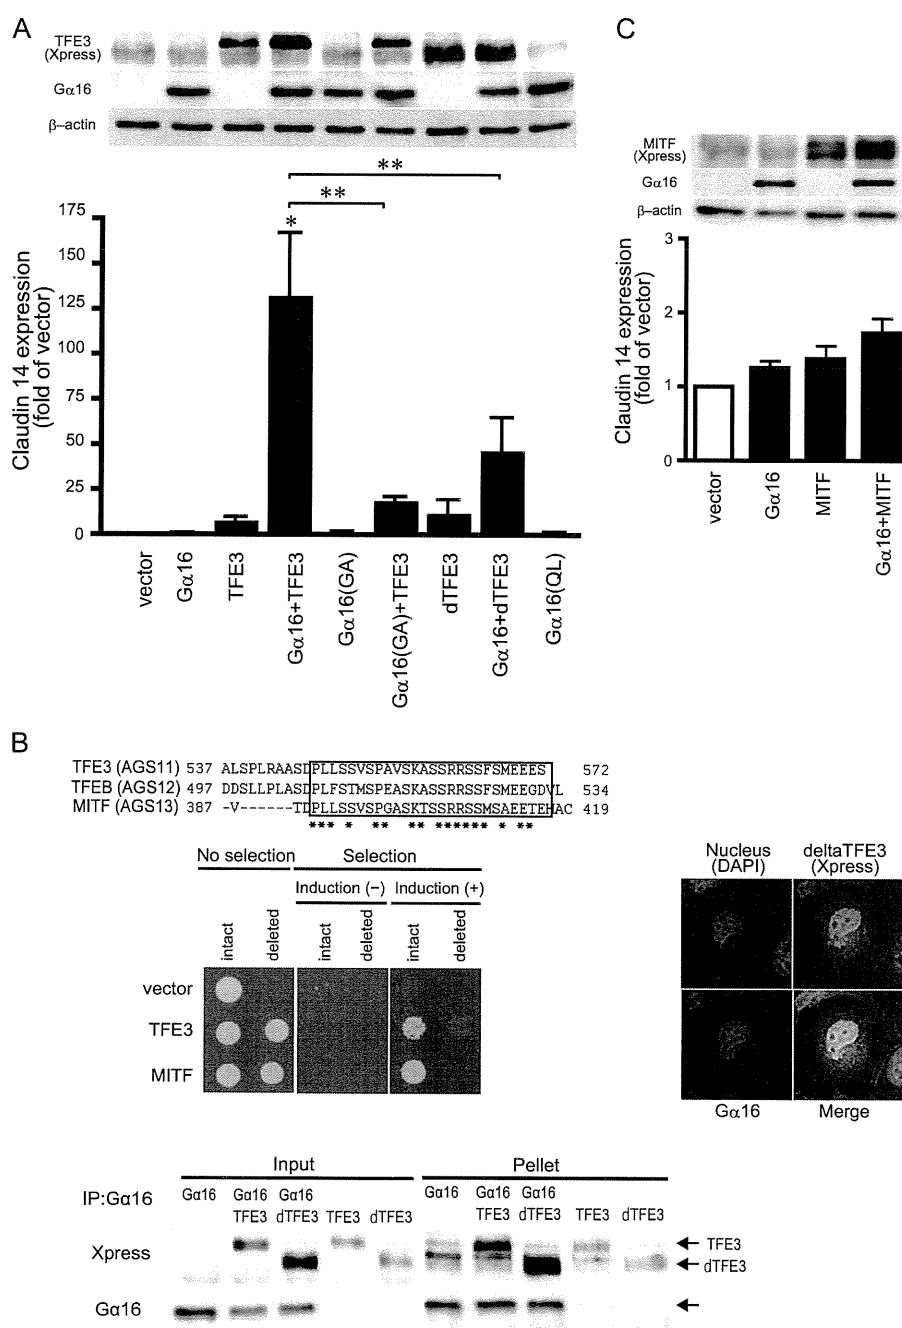 A
TFE3
(Xpress)
Gα16
β–actin
**
**
*
175
150
125
100
75
50
25
0
Claudin 14 expression
(fold of vector)
vector
Gα16
TFE3
Gα16+TFE3
Gα16(GA)
Gα16(GA)+TFE3
dTFE3
Gα16+dTFE3
Gα16(QL)
C
MITF
(Xpress)
Gα16
β–actin
3
2
1
0
Claudin 14 expression
(fold of vector)
vector
Gα16
MITF
Gα16+MITF
B
TFE3 (AGS11) 537 ALSPLRAASDPLLSSVSPAVSKASSRRSSFSMEEES 572
TFEB (AGS12) 497 DDSLLPLASDPLFSTMSPEASKASSRRSSFSMEEGDVL 534
MITF (AGS13) 387 -V------TDPLLSSVSPGASKTSSRRSSMSAEETEHAC 419
*** * ** ** ****** * **
No selection Selection
Induction (–) Induction (+)
intact deleted intact deleted intact deleted
vector
TFE3
MITF
Nucleus
(DAPI)
deltaTFE3
(Xpress)
Gα16 Merge
Input Pellet
IP:Gα16
Gα16 Gα16 Gα16 Gα16 Gα16 Gα16
TFE3 dTFE3 TFE3 dTFE3 TFE3 dTFE3 TFE3 dTFE3
Xpress
TFE3
dTFE3
Gα16